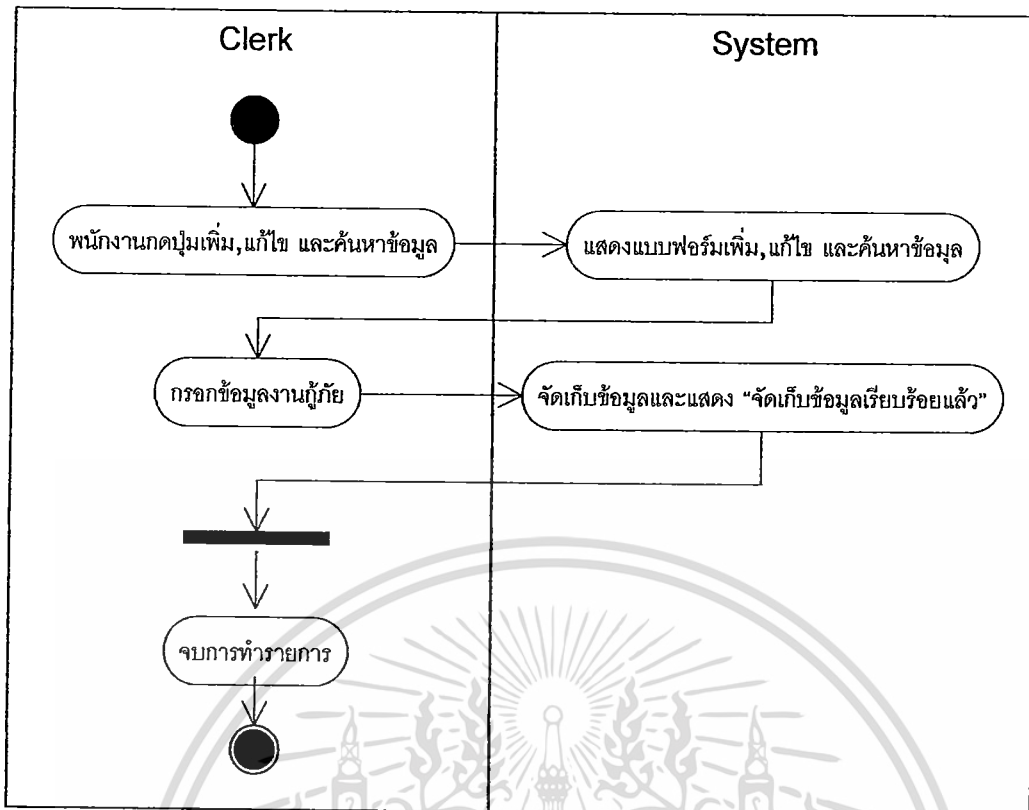 Clerk
System
พนักงานกดปุ่มเพิ่ม,แก้ไข และค้นหาข้อมูล
แสดงแบบฟอร์มเพิ่ม,แก้ไข และค้นหาข้อมุล
กรอกข้อมูลงานกู้ภัย
จัดเก็บข้อมูลและแสดง “จัดเก็บข้อมูลเรียบร้อยแล้ว”
จบการทำรายการ